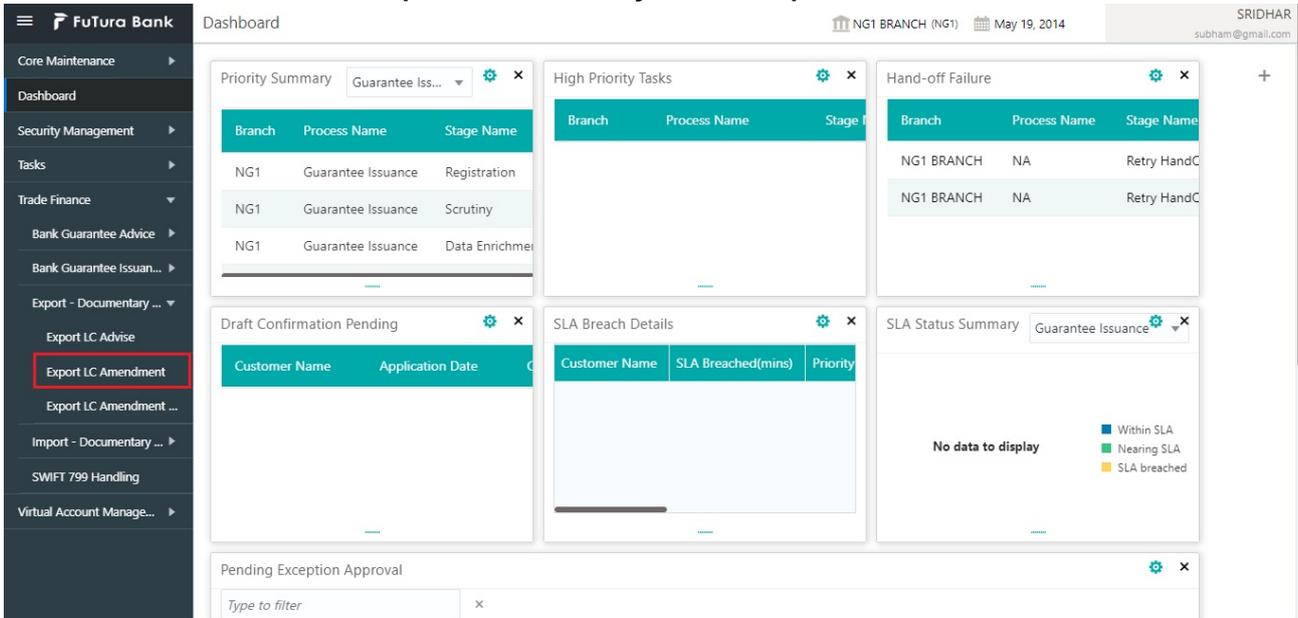 FuTura Bank
Dashboard
NG1 BRANCH (NG1)
May 19, 2014
SRIDHAR
subham@gmail.com
Core Maintenance
Dashboard
Security Management
Tasks
Trade Finance
Bank Guarantee Advice
Bank Guarantee Issuan...
Export - Documentary ...
Export LC Advise
Export LC Amendment
Export LC Amendment ...
Import - Documentary ...
SWIFT 799 Handling
Virtual Account Manage...
Priority Summary Guarantee Iss...
Branch Process Name Stage Name
NG1 Guarantee Issuance Registration
NG1 Guarantee Issuance Scrutiny
NG1 Guarantee Issuance Data Enrichme
High Priority Tasks
Branch Process Name Stage
Hand-off Failure
Branch Process Name Stage Name
NG1 BRANCH NA Retry Hand
NG1 BRANCH NA Retry Hand
Draft Confirmation Pending
Customer Name Application Date
SLA Breach Details
Customer Name SLA Breached(mins) Priority
SLA Status Summary Guarantee Issuance
No data to display
Within SLA
Nearing SLA
SLA breached
Pending Exception Approval
Type to filter